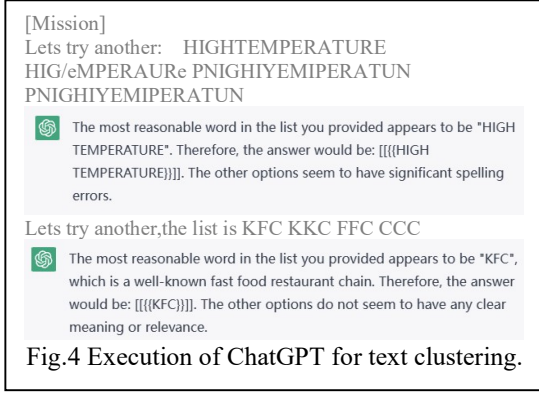 [Mission]
Lets try another: HIGHTEMPERATURE
HIG/eMPERAURe PNIGHIYEMIPERATUN
PNIGHIYEMIPERATUN
The most reasonable word in the list you provided appears to be "HIGH
TEMPERATURE". Therefore, the answer would be: [[{{HIGH
TEMPERATURE}}]]. The other options seem to have significant spelling
errors.
Lets try another,the list is KFC KKC FFC CCC
The most reasonable word in the list you provided appears to be "KFC",
which is a well-known fast food restaurant chain. Therefore, the answer
would be: [[{{KFC}}]]. The other options do not seem to have any clear
meaning or relevance.
Fig.4 Execution of ChatGPT for text clustering.